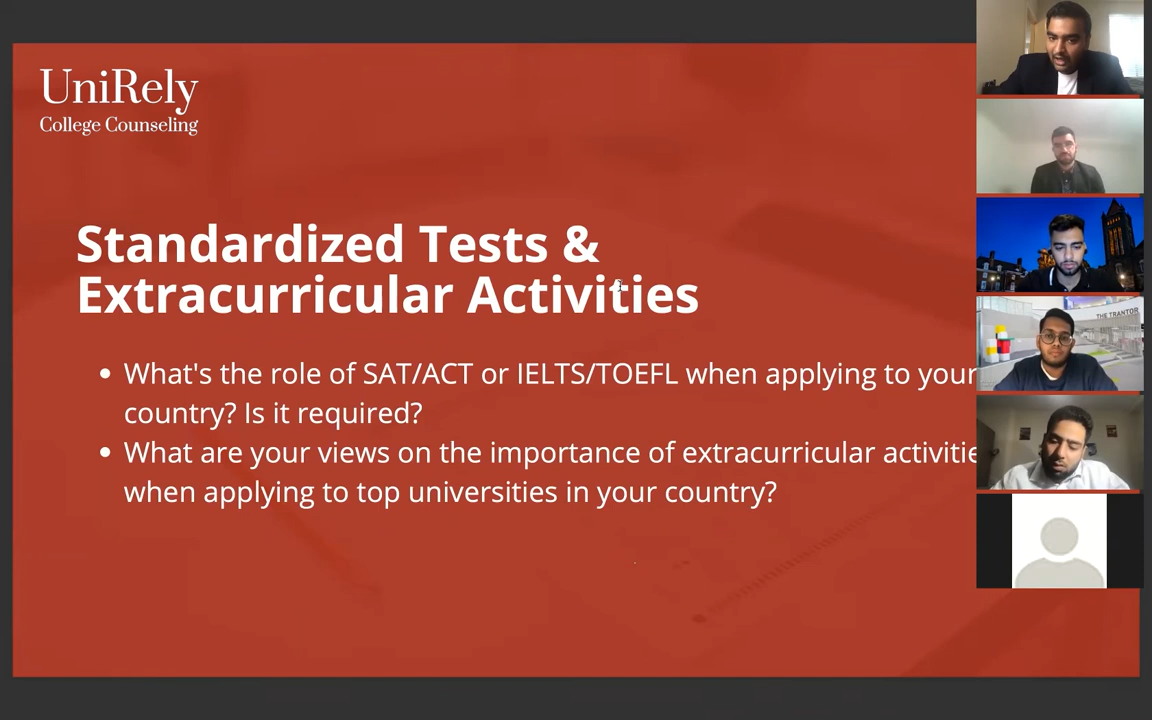 UniRely
College Counseling
Standardized Tests &
Extracurricular Activities
What's the role of SAT/ACT or IELTS/TOEFL when applying to your
country? Is it required?
What are your views on the importance of extracurricular activitie
when applying to top universities in your country?
THE TRANTOR